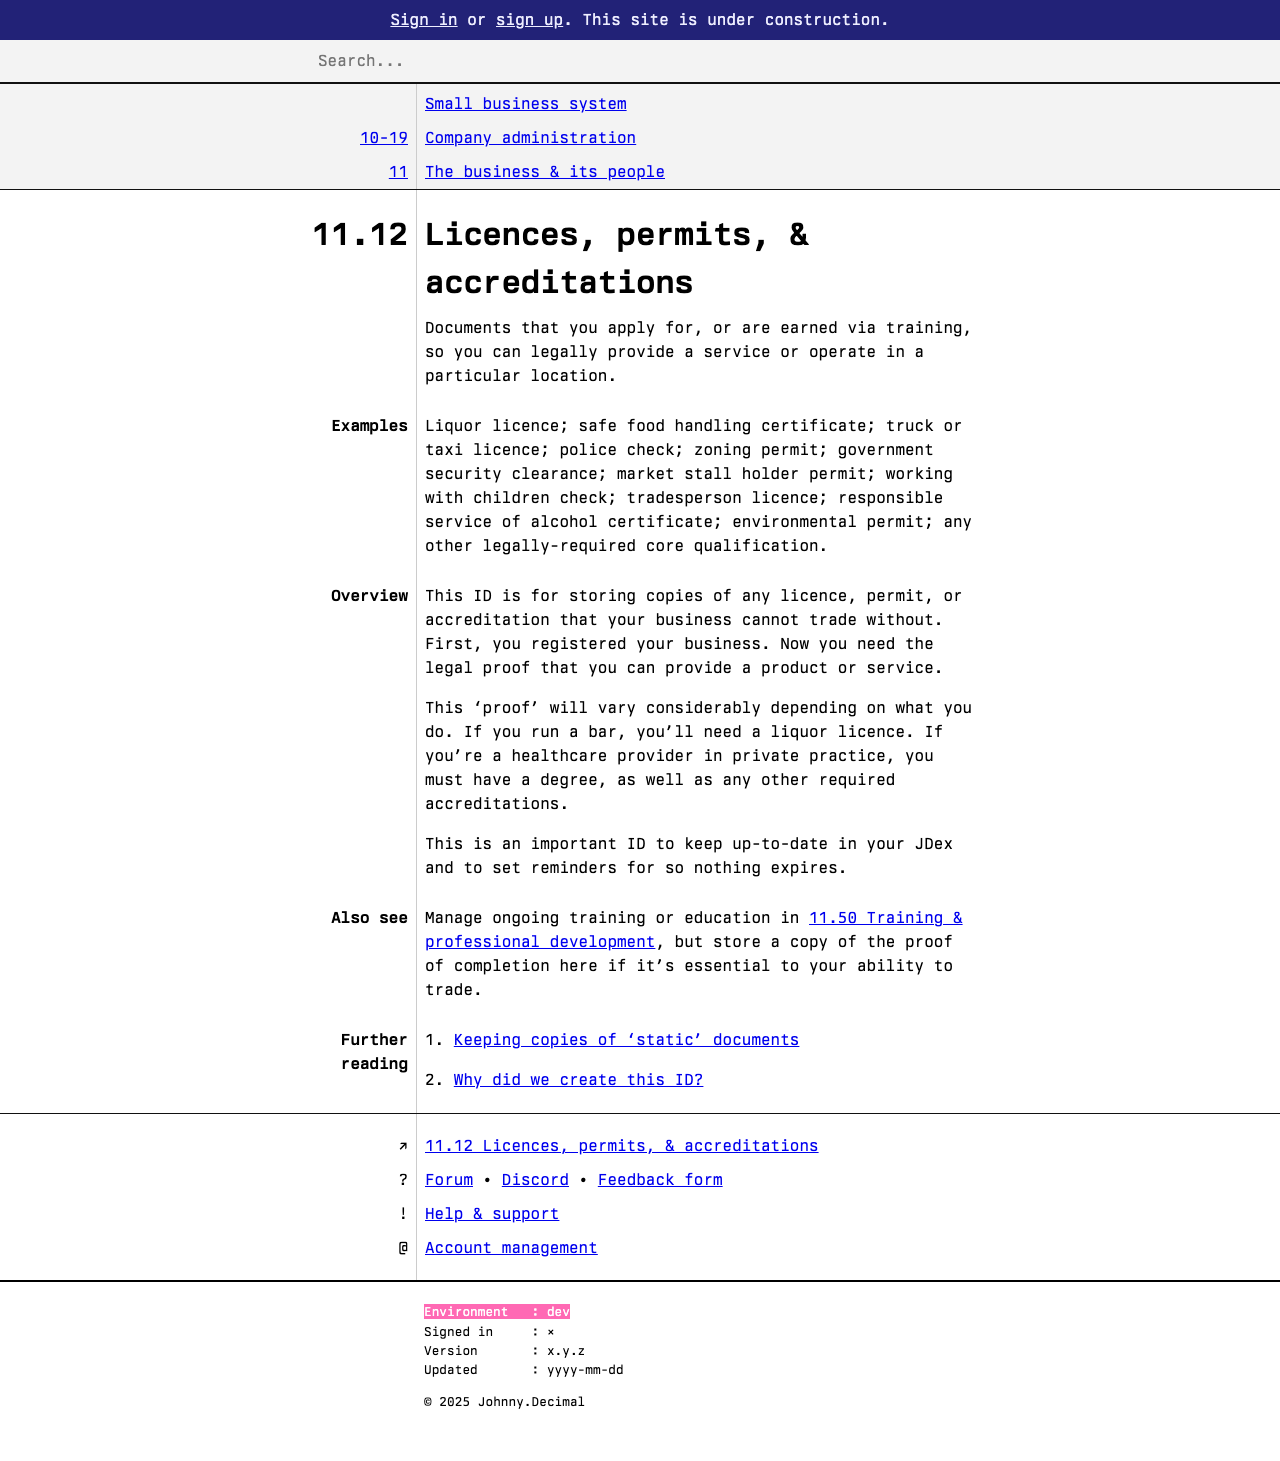 Sign in or sign up. This site is under construction.
Search...
Small business system
10-19 Company administration
11 The business & its people
11.12 Licences, permits, &
accreditations
Documents that you apply for, or are earned via training,
so you can legally provide a service or operate in a
particular location.
Examples Liquor licence; safe food handling certificate; truck or
taxi licence; police check; zoning permit; government
security clearance; market stall holder permit; working
with children check; tradesperson licence; responsible
service of alcohol certificate; environmental permit; any
other legally-required core qualification.
Overview This ID is for storing copies of any licence, permit, or
accreditation that your business cannot trade without.
First, you registered your business. Now you need the
legal proof that you can provide a product or service.
This ‘proof’ will vary considerably depending on what you
do. If you run a bar, you’ll need a liquor licence. If
you’re a healthcare provider in private practice, you
must have a degree, as well as any other required
accreditations.
This is an important ID to keep up-to-date in your JDex
and to set reminders for so nothing expires.
Also see Manage ongoing training or education in 11.50 Training &
professional development, but store a copy of the proof
of completion here if it’s essential to your ability to
trade.
Further reading
1. Keeping copies of ‘static’ documents
2. Why did we create this ID?
↗ 11.12 Licences, permits, & accreditations
? Forum • Discord • Feedback form
! Help & support
@ Account management
Environment : dev
Signed in : ×
Version : x.y.z
Updated : yyyy-mm-dd
© 2025 Johnny.Decimal